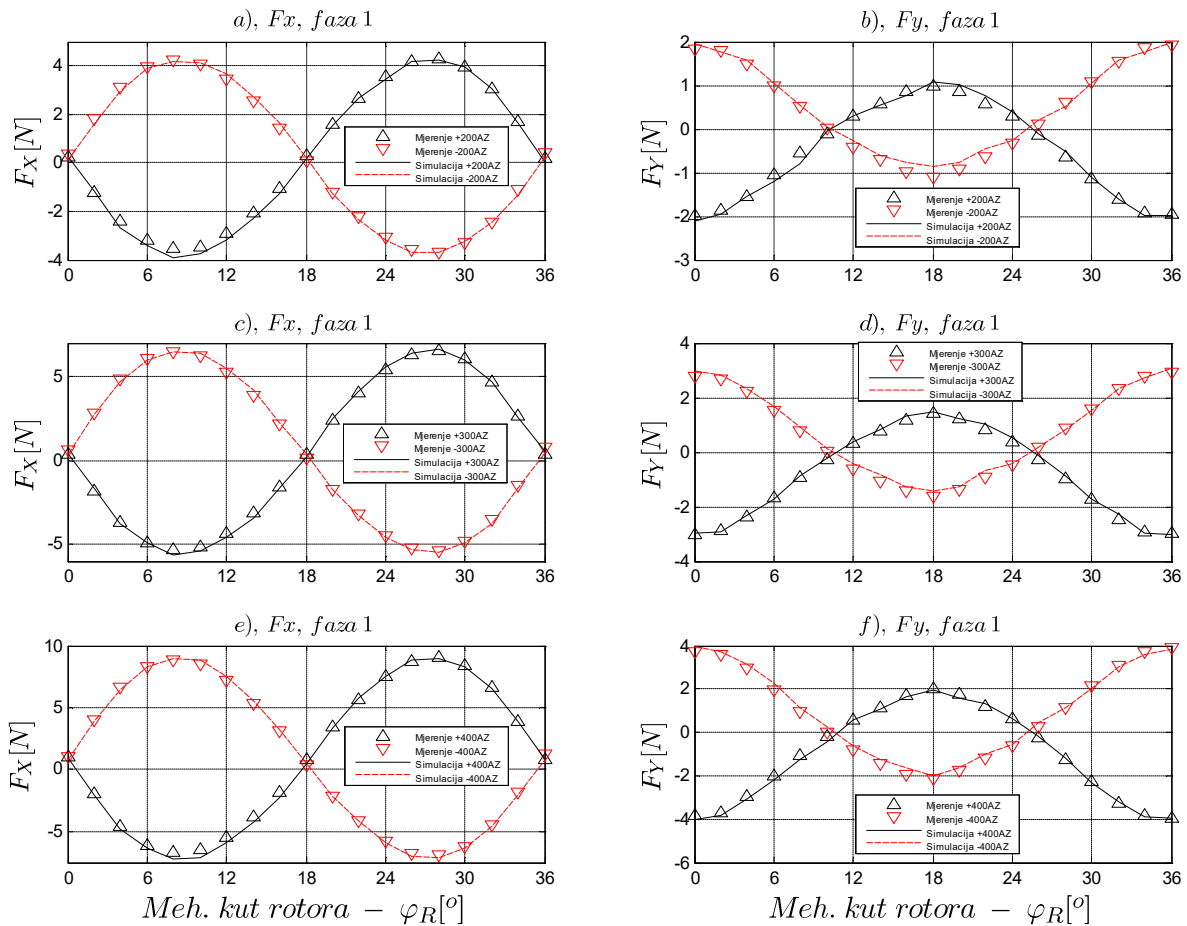 a), Fx, faza 1
F_X [N]
4
2
0
-2
-4
0 6 12 18 24 30 36
Mjerenje +200AZ
Mjerenje -200AZ
Simulacija +200AZ
Simulacija -200AZ
b), Fy, faza 1
F_Y [N]
2
1
0
-1
-2
-3
0 6 12 18 24 30 36
Mjerenje +200AZ
Mjerenje -200AZ
Simulacija +200AZ
Simulacija -200AZ
c), Fx, faza 1
F_X [N]
5
0
-5
0 6 12 18 24 30 36
Mjerenje +300AZ
Mjerenje -300AZ
Simulacija +300AZ
Simulacija -300AZ
d), Fy, faza 1
F_Y [N]
4
2
0
-2
-4
0 6 12 18 24 30 36
Mjerenje +300AZ
Mjerenje -300AZ
Simulacija +300AZ
Simulacija -300AZ
e), Fx, faza 1
F_X [N]
10
5
0
-5
0 6 12 18 24 30 36
Mjerenje +400AZ
Mjerenje -400AZ
Simulacija +400AZ
Simulacija -400AZ
Meh. kut rotora − φ_R[°]
f), Fy, faza 1
F_Y [N]
4
2
0
-2
-4
-6
0 6 12 18 24 30 36
Mjerenje +400AZ
Mjerenje -400AZ
Simulacija +400AZ
Simulacija -400AZ
Meh. kut rotora − φ_R[°]